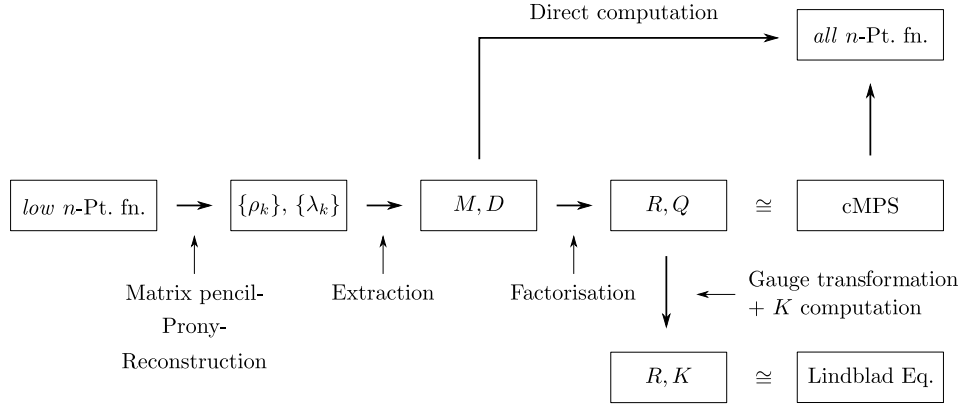 Direct computation
all n-Pt. fn.
low n-Pt. fn.
{ρ_k}, {λ_k}
M, D
R, Q
≅
cMPS
Matrix pencil-
Prony-
Reconstruction
Extraction
Factorisation
Gauge transformation
+ K computation
R, K
≅
Lindblad Eq.